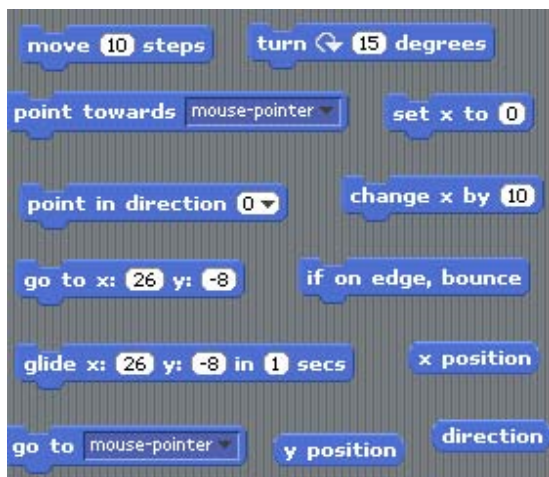 move 10 steps
turn 15 degrees
point towards mouse-pointer
set x to 0
point in direction 0
change x by 10
go to x: 26 y: -8
if on edge, bounce
glide x: 26 y: -8 in 1 secs
x position
go to mouse-pointer
y position
direction